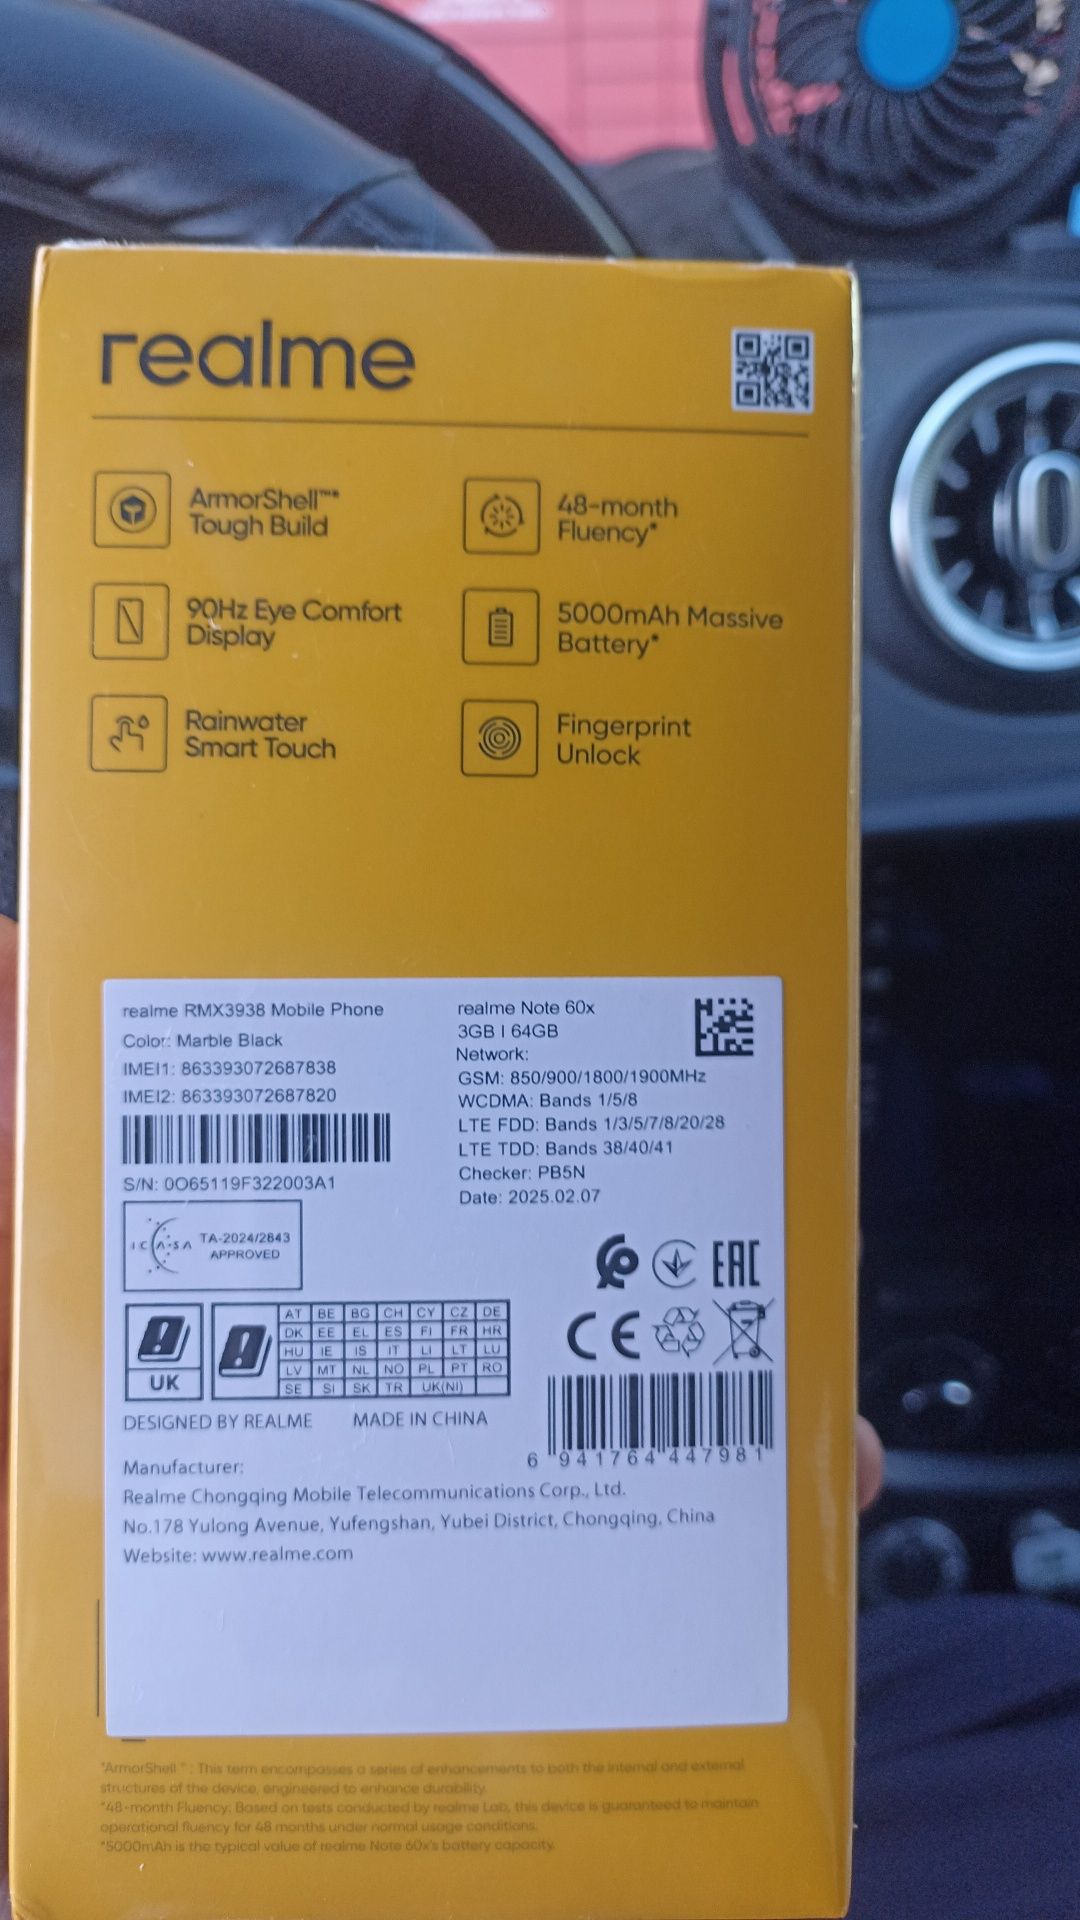 realme
ArmorShell™*
Tough Build
48-month
Fluency*
90Hz Eye Comfort
Display
5000mAh Massive
Battery*
Rainwater
Smart Touch
Fingerprint
Unlock
realme RMX3938 Mobile Phone
Color: Marble Black
IMEI1: 863393072687838
IMEI2: 863393072687820
S/N: 0O65119F322003A1
realme Note 60x
3GB | 64GB
Network:
GSM: 850/900/1800/1900MHz
WCDMA: Bands 1/5/8
LTE FDD: Bands 1/3/5/7/8/20/28
LTE TDD: Bands 38/40/41
Checker: PB5N
Date: 2025.02.07
ICASA TA-2024/2843
APPROVED
EAC
CE
UK
AT BE BG CH CY CZ DE
DK EE EL ES FI FR HR
HU IE IS IT LI LT LU
LV MT NL NO PL PT RO
SE SI SK TR UK(NI)
6 941764 447981
DESIGNED BY REALME MADE IN CHINA
Manufacturer:
Realme Chongqing Mobile Telecommunications Corp., Ltd.
No.178 Yulong Avenue, Yufengshan, Yubei District, Chongqing, China
Website: www.realme.com
*ArmorShell™: This term encompasses a series of enhancements to both the internal and external
structures of the device, engineered to enhance durability.
*48-month Fluency: Based on tests conducted by realme Lab, this device is guaranteed to maintain
operational fluency for 48 months under normal usage conditions.
*5000mAh is the typical value of realme Note 60x's battery capacity.